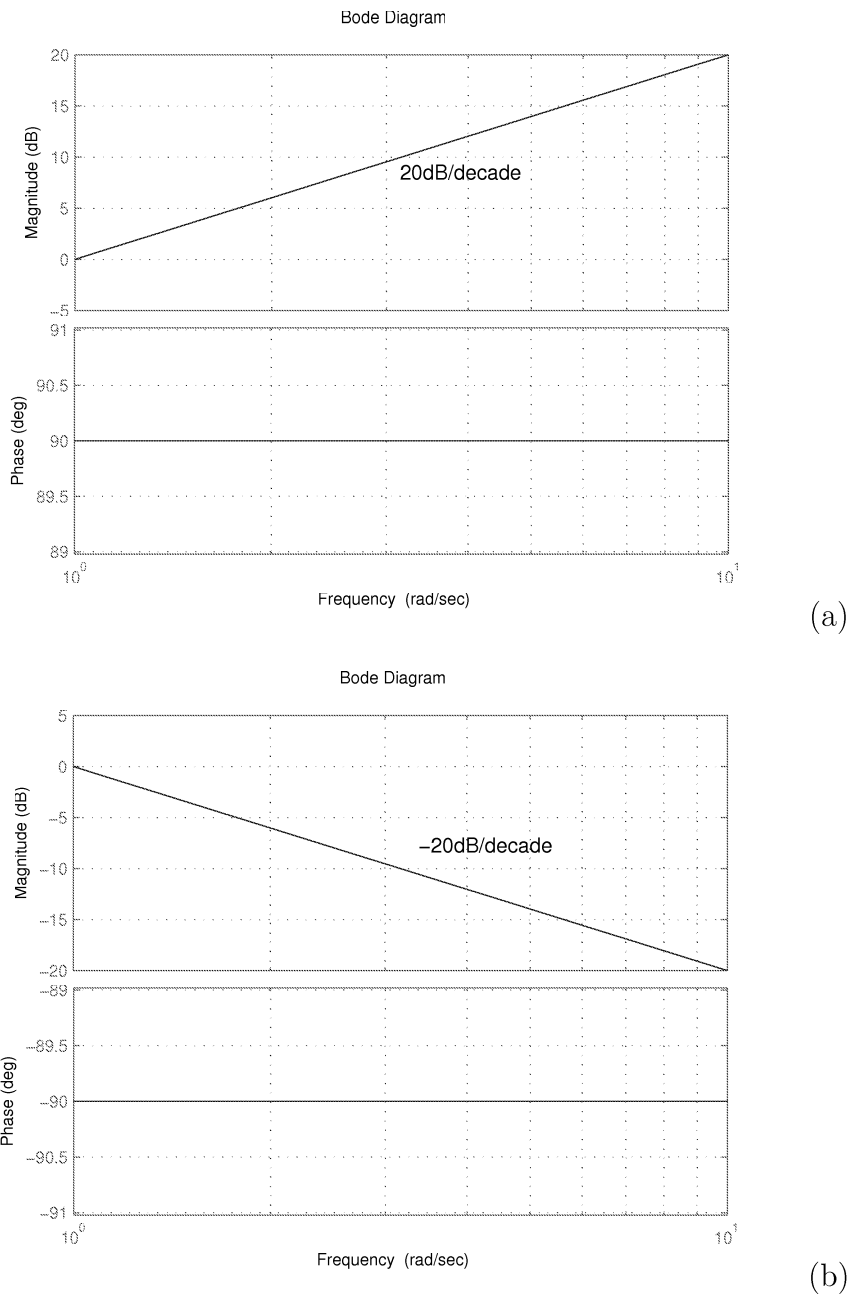 Bode Diagram
20
15
10
5
0
−5
Magnitude (dB)
20dB/decade
91
90.5
90
89.5
89
Phase (deg)
10^0
10^1
Frequency (rad/sec)
(a)
Bode Diagram
5
0
−5
−10
−15
−20
Magnitude (dB)
−20dB/decade
−89
−89.5
−90
−90.5
−91
Phase (deg)
10^0
10^1
Frequency (rad/sec)
(b)